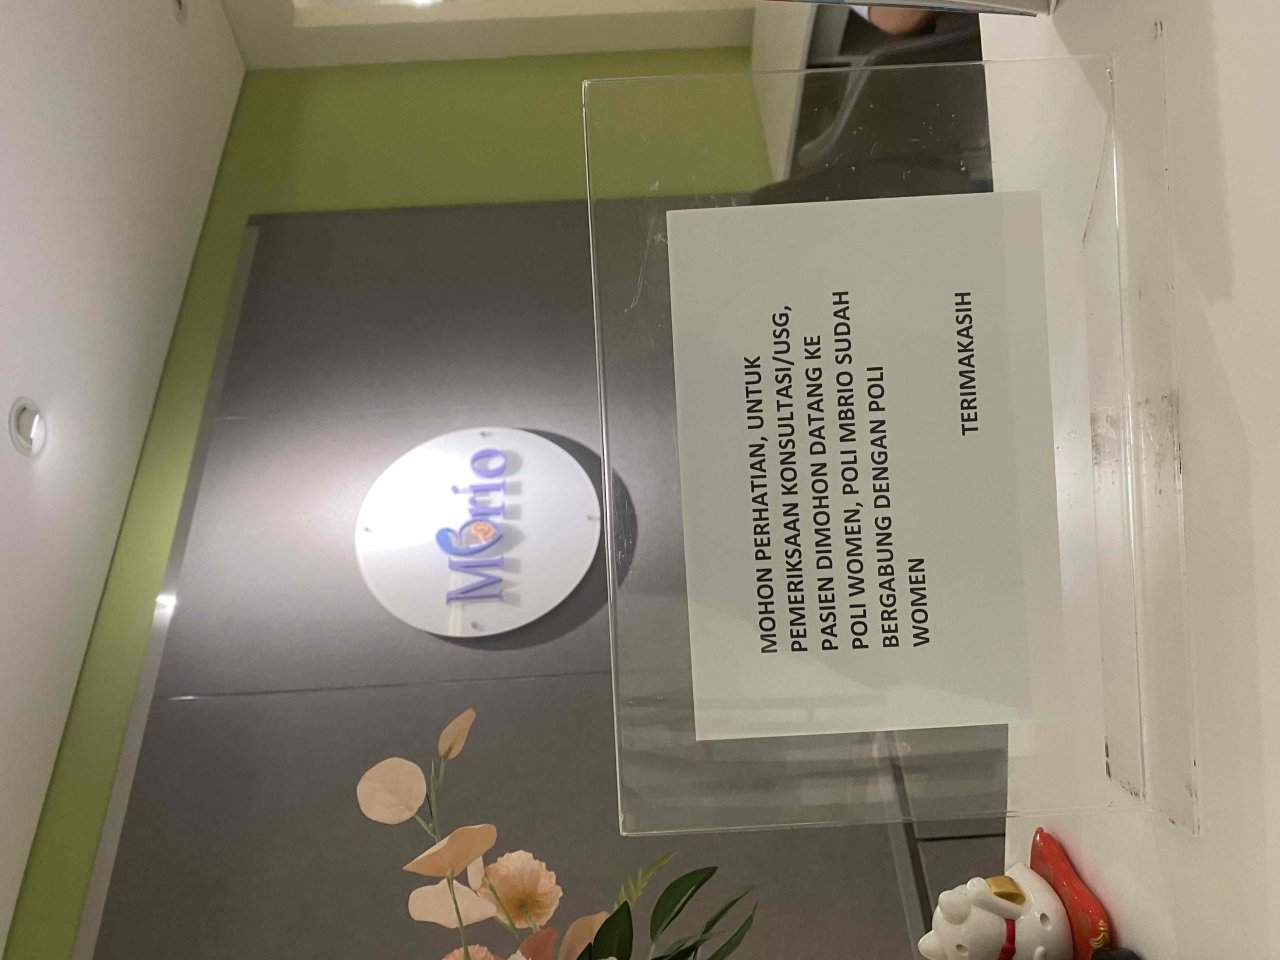 Mbrio
MOHON PERHATIAN, UNTUK
PEMERIKSAAN KONSULTASI/USG,
PASIEN DIMOHON DATANG KE
POLI WOMEN, POLI MBRIO SUDAH
BERGABUNG DENGAN POLI
WOMEN
TERIMAKASIH